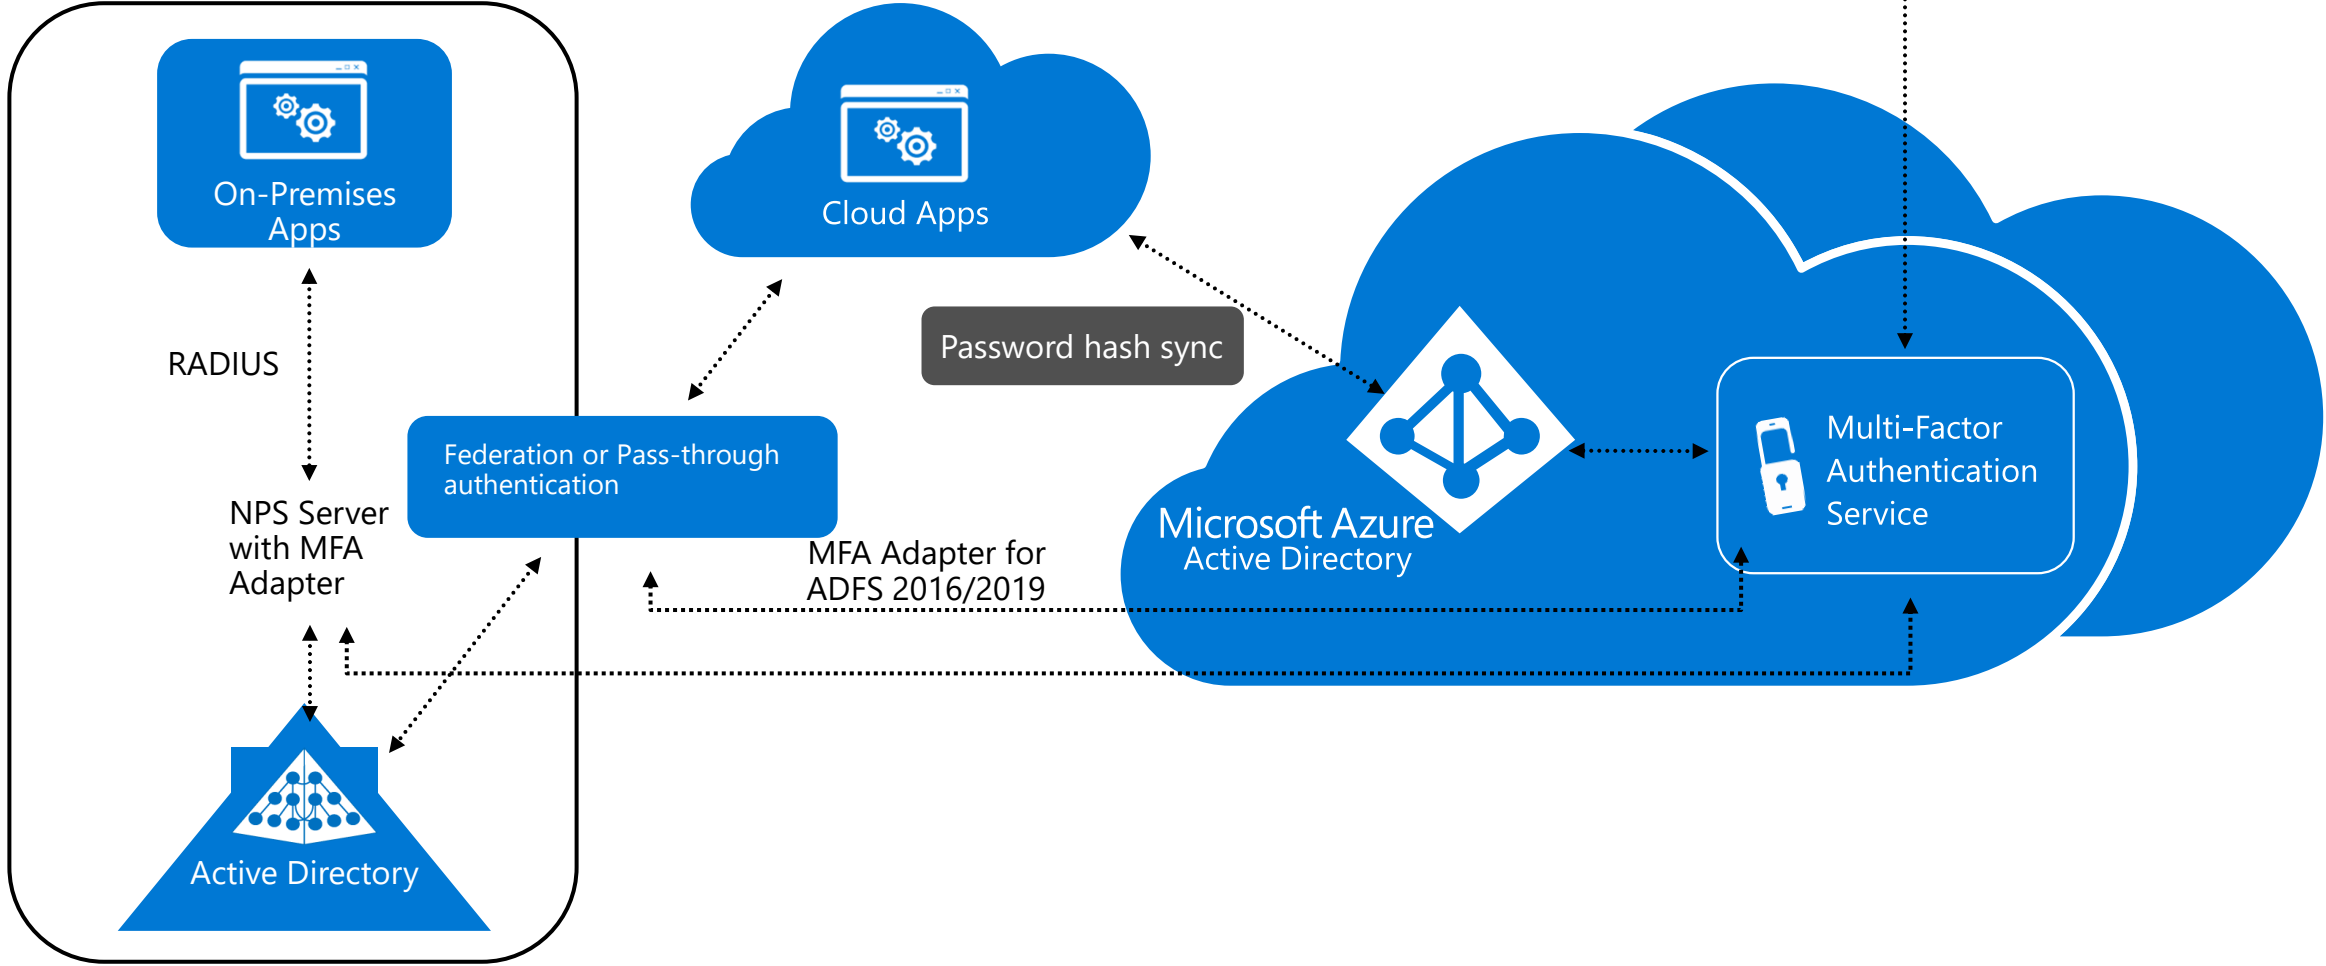 On-Premises
Apps
Cloud Apps
RADIUS
Password hash sync
Federation or Pass-through
authentication
NPS Server
with MFA
Adapter
MFA Adapter for
ADFS 2016/2019
Microsoft Azure
Active Directory
Multi-Factor
Authentication
Service
Active Directory